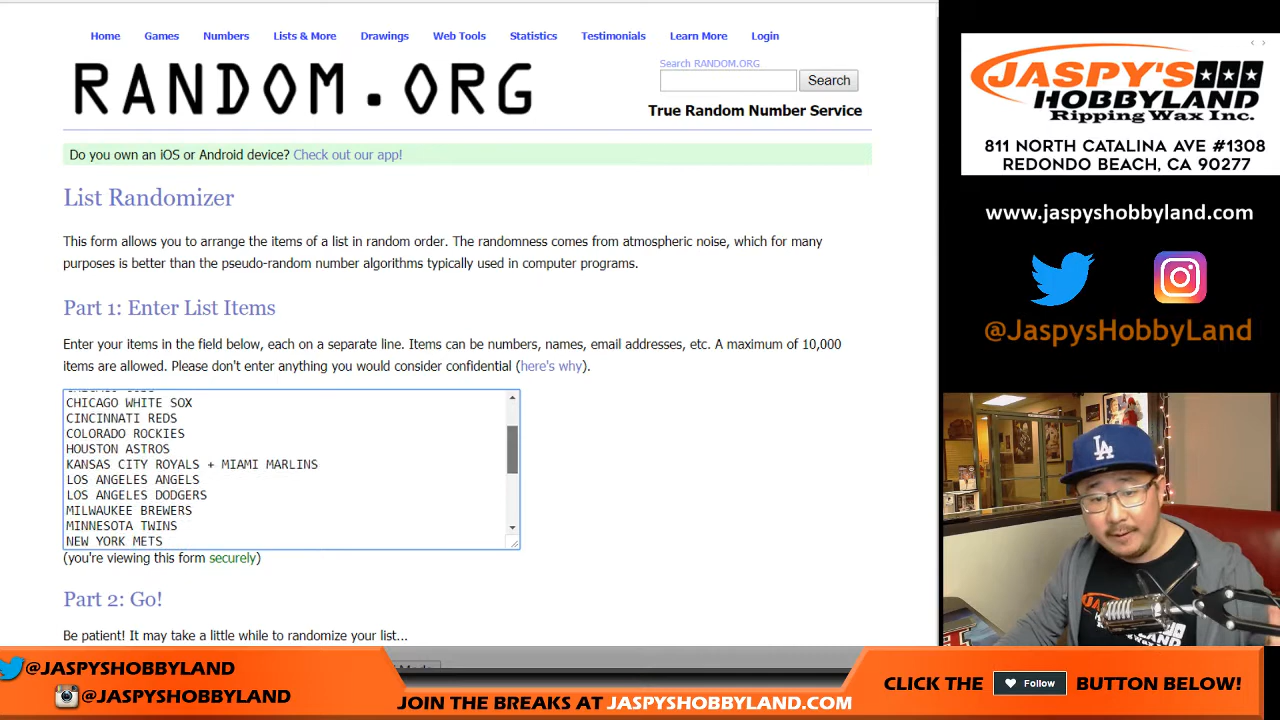 Home Games Numbers Lists & More Drawings Web Tools Statistics Testimonials Learn More Login
RANDOM.ORG
Search RANDOM.ORG
Search
True Random Number Service
Do you own an iOS or Android device? Check out our app!
List Randomizer
This form allows you to arrange the items of a list in random order. The randomness comes from atmospheric noise, which for many
purposes is better than the pseudo-random number algorithms typically used in computer programs.
Part 1: Enter List Items
Enter your items in the field below, each on a separate line. Items can be numbers, names, email addresses, etc. A maximum of 10,000
items are allowed. Please don't enter anything you would consider confidential (here's why).
CHICAGO WHITE SOX
CINCINNATI REDS
COLORADO ROCKIES
HOUSTON ASTROS
KANSAS CITY ROYALS + MIAMI MARLINS
LOS ANGELES ANGELS
LOS ANGELES DODGERS
MILWAUKEE BREWERS
MINNESOTA TWINS
NEW YORK METS
(you're viewing this form securely)
Part 2: Go!
Be patient! It may take a little while to randomize your list...
JASPY'S
HOBBYLAND
Ripping Wax Inc.
811 NORTH CATALINA AVE #1308
REDONDO BEACH, CA 90277
www.jaspyshobbyland.com
@JaspysHobbyLand
LA
JASPY'S
HOBBYLAND
@JASPYSHOBBYLAND
@JASPYSHOBBYLAND
JOIN THE BREAKS AT JASPYSHOBBYLAND.COM
CLICK THE Follow BUTTON BELOW!